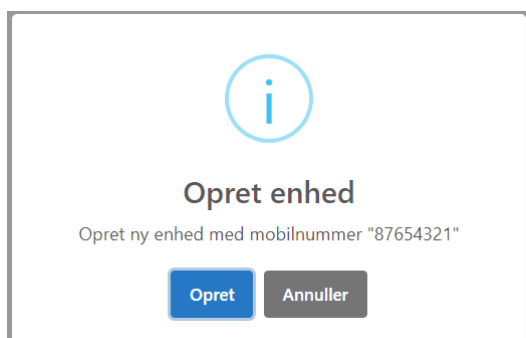 Opret enhed
Opret ny enhed med mobilnummer "87654321"
Opret Annuller